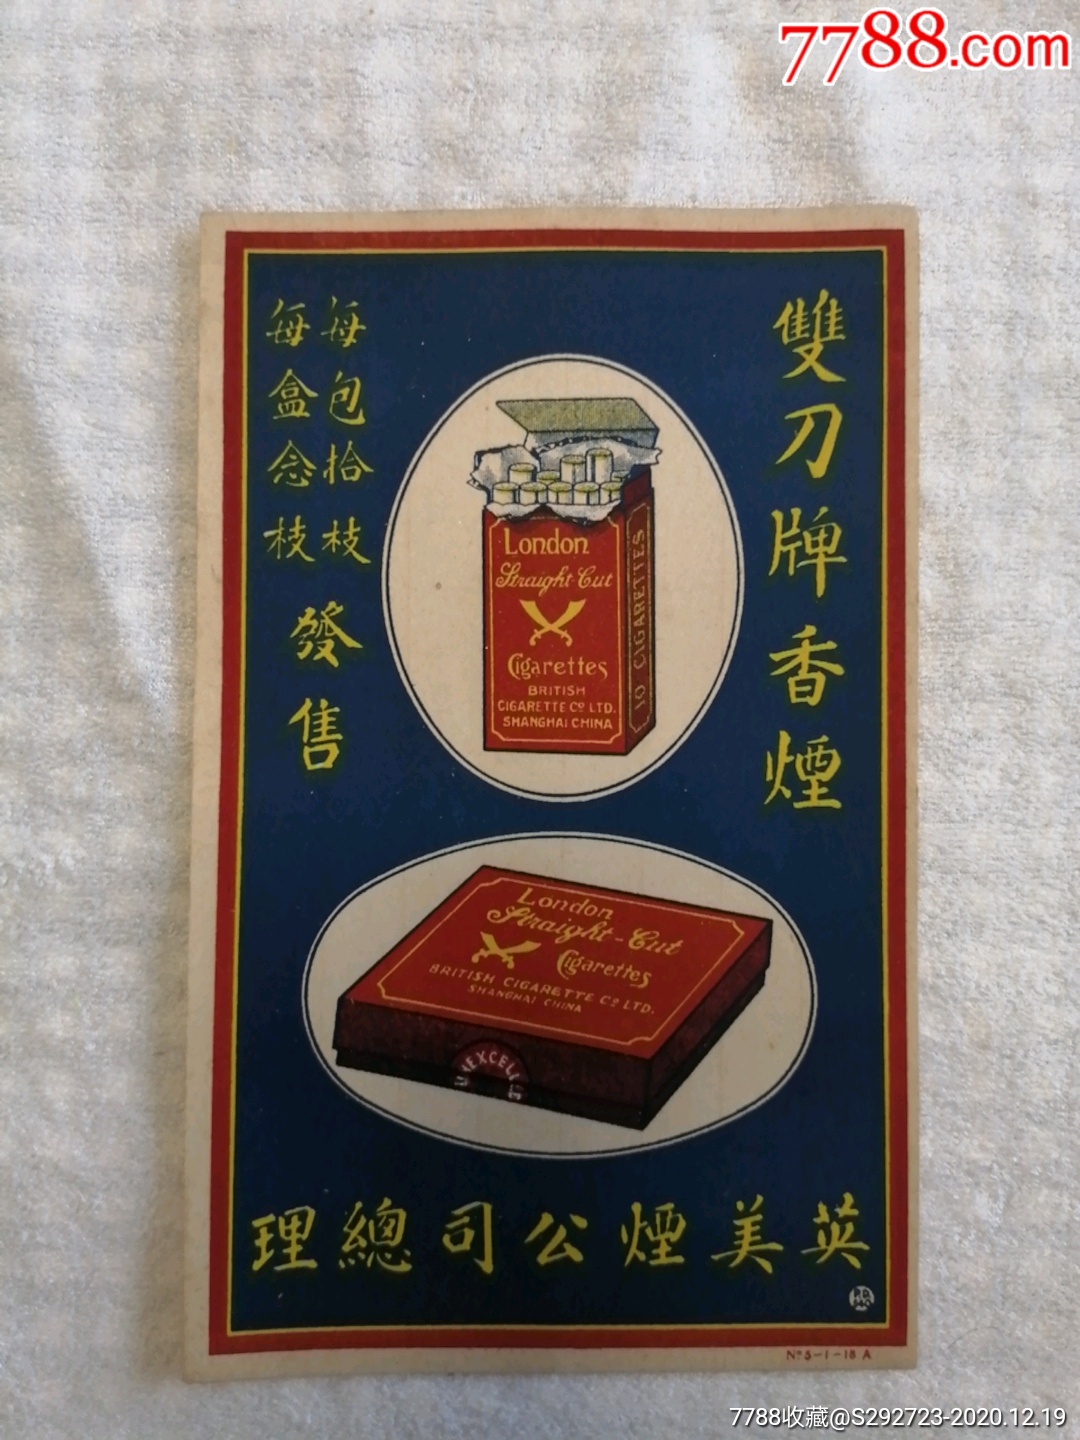 7788.com
雙刀牌香煙
每包拾枝
每盒念枝
發售
London
Straight-Cut
Cigarettes
BRITISH
CIGARETTE CO LTD.
SHANGHAI CHINA
10 CIGARETTES
London
Straight-Cut
Cigarettes
BRITISH CIGARETTE CO LTD.
SHANGHAI CHINA
英美煙公司總理
No 5-1-18 A
7788收藏@S292723-2020.12.19